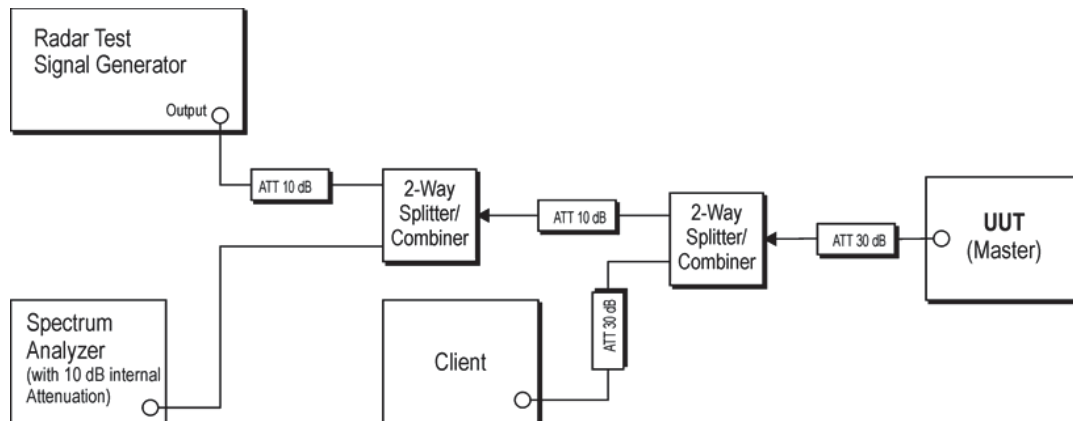 Radar Test
Signal Generator
Output
ATT 10 dB
2-Way
Splitter/
Combiner
ATT 10 dB
2-Way
Splitter/
Combiner
ATT 30 dB
UUT
(Master)
ATT 30 dB
Spectrum
Analyzer
(with 10 dB internal
Attenuation)
Client